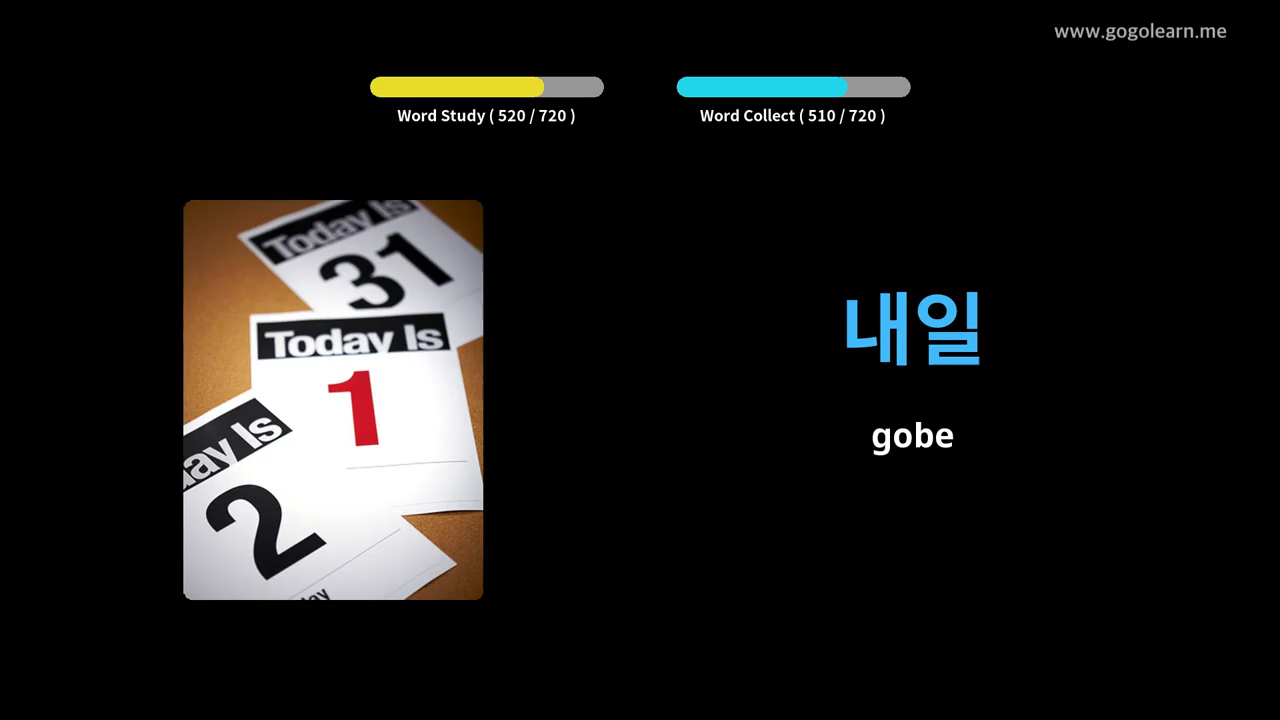 www.gogolearn.me
Word Study ( 520 / 720 )
Word Collect ( 510 / 720 )
Today Is
31
Today Is
1
day Is
2
내일
gobe